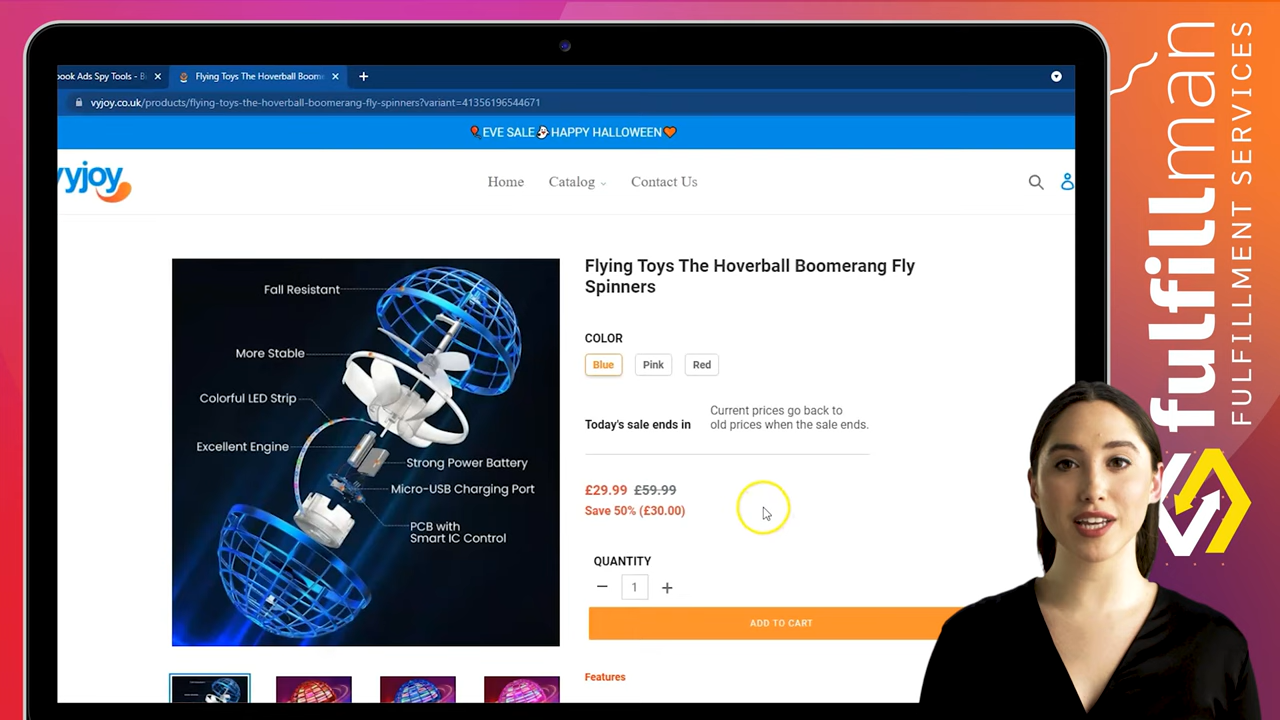 book Ads Spy Tools - B
Flying Toys The Hoverball Boom
vyjoy.co.uk/products/flying-toys-the-hoverball-boomerang-fly-spinners?variant=41356196544671
EVE SALE HAPPY HALLOWEEN
vyjoy
Home
Catalog
Contact Us
Fall Resistant
More Stable
Colorful LED Strip
Excellent Engine
Strong Power Battery
Micro-USB Charging Port
PCB with
Smart IC Control
Flying Toys The Hoverball Boomerang Fly
Spinners
COLOR
Blue
Pink
Red
Today's sale ends in
Current prices go back to
old prices when the sale ends.
£29.99 £59.99
Save 50% (£30.00)
QUANTITY
− 1 +
ADD TO CART
Features
fulfillman
FULFILLMENT SERVICES